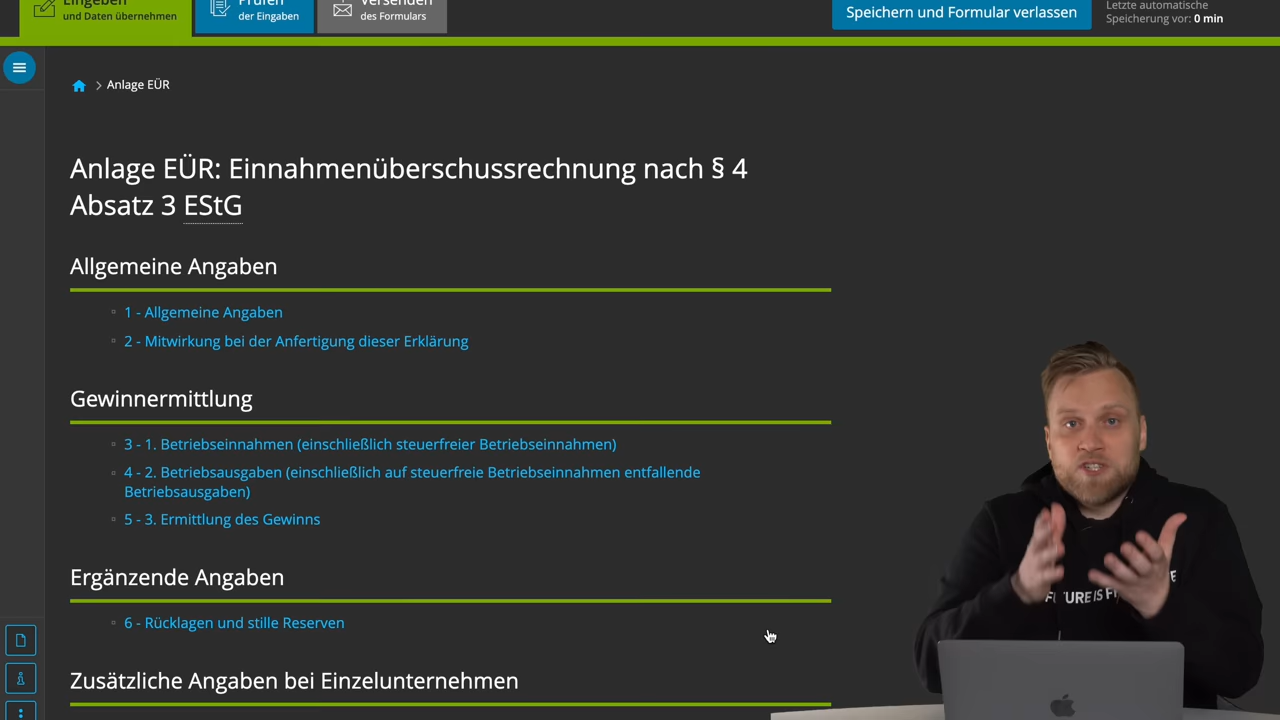 Eingeben
und Daten übernehmen
Prüfen
der Eingaben
Versenden
des Formulars
Speichern und Formular verlassen
Letzte automatische
Speicherung vor: 0 min
Anlage EÜR
Anlage EÜR: Einnahmenüberschussrechnung nach § 4
Absatz 3 EStG
Allgemeine Angaben
1 - Allgemeine Angaben
2 - Mitwirkung bei der Anfertigung dieser Erklärung
Gewinnermittlung
3 - 1. Betriebseinnahmen (einschließlich steuerfreier Betriebseinnahmen)
4 - 2. Betriebsausgaben (einschließlich auf steuerfreie Betriebseinnahmen entfallende
Betriebsausgaben)
5 - 3. Ermittlung des Gewinns
Ergänzende Angaben
6 - Rücklagen und stille Reserven
Zusätzliche Angaben bei Einzelunternehmen